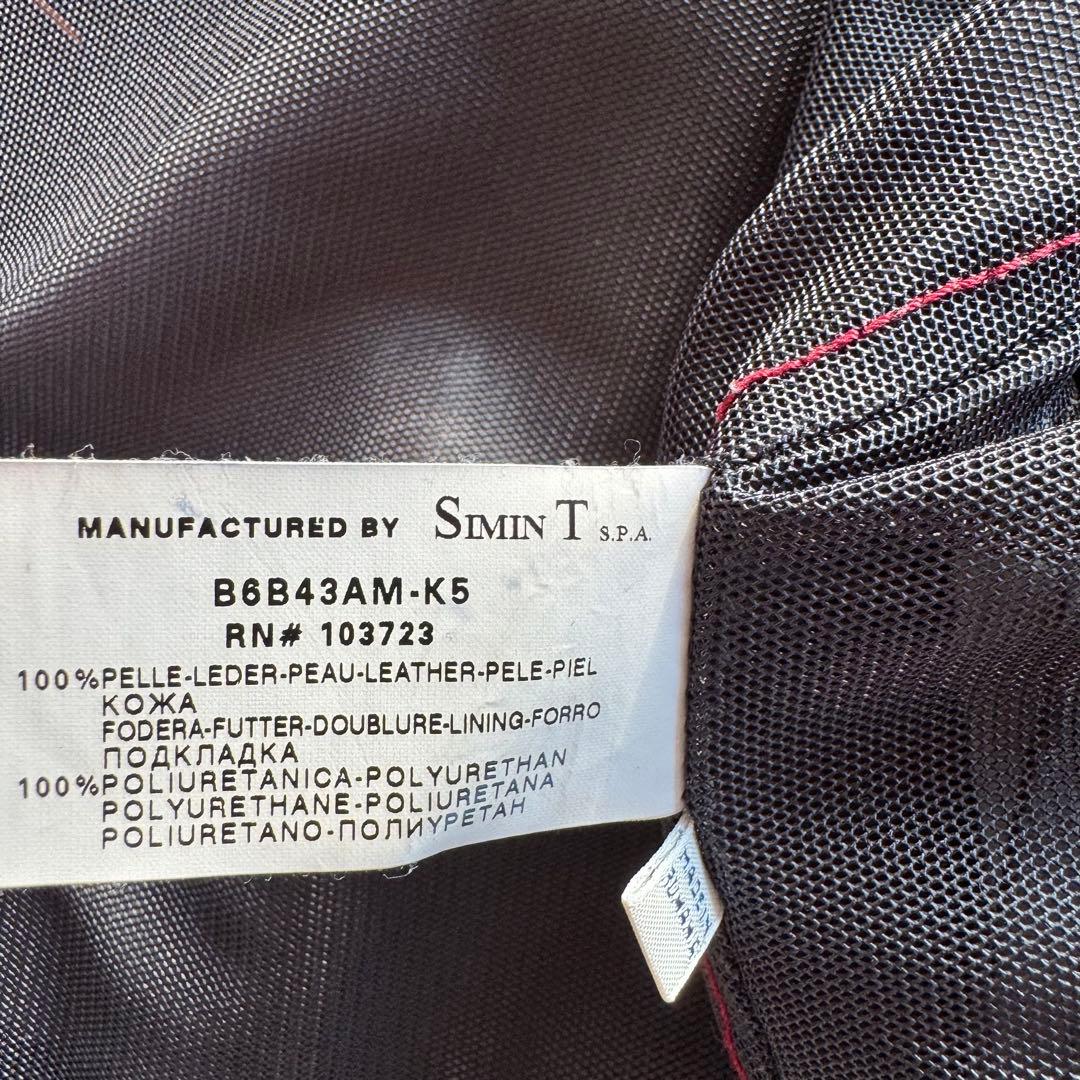 MANUFACTURED BY SIMIN T S.P.A.
B6B43AM-K5
RN# 103723
100%PELLE-LEDER-PEAU-LEATHER-PELE-PIEL
КОЖА
FODERA-FUTTER-DOUBLURE-LINING-FORRO
ПОДКЛАДКА
100%POLIURETANICA-POLYURETHAN
POLYURETHANE-POLIURETANA
POLIURETANO-ПОЛИУРЕТАН